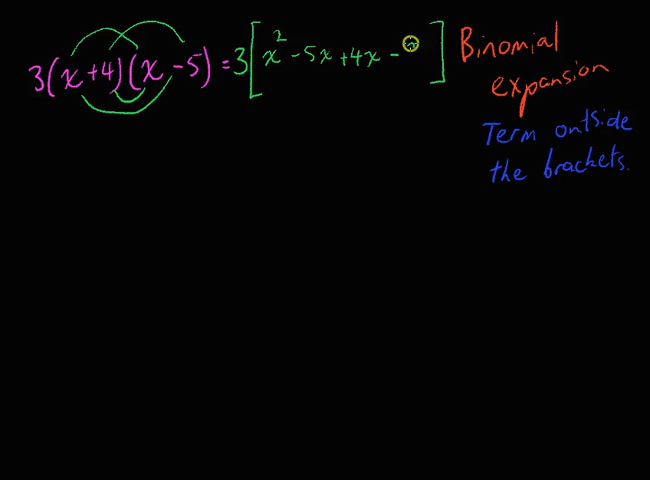 3(x+4)(x-5) = 3[x² - 5x + 4x -    ]
Binomial
expansion
Term outside
the brackets.